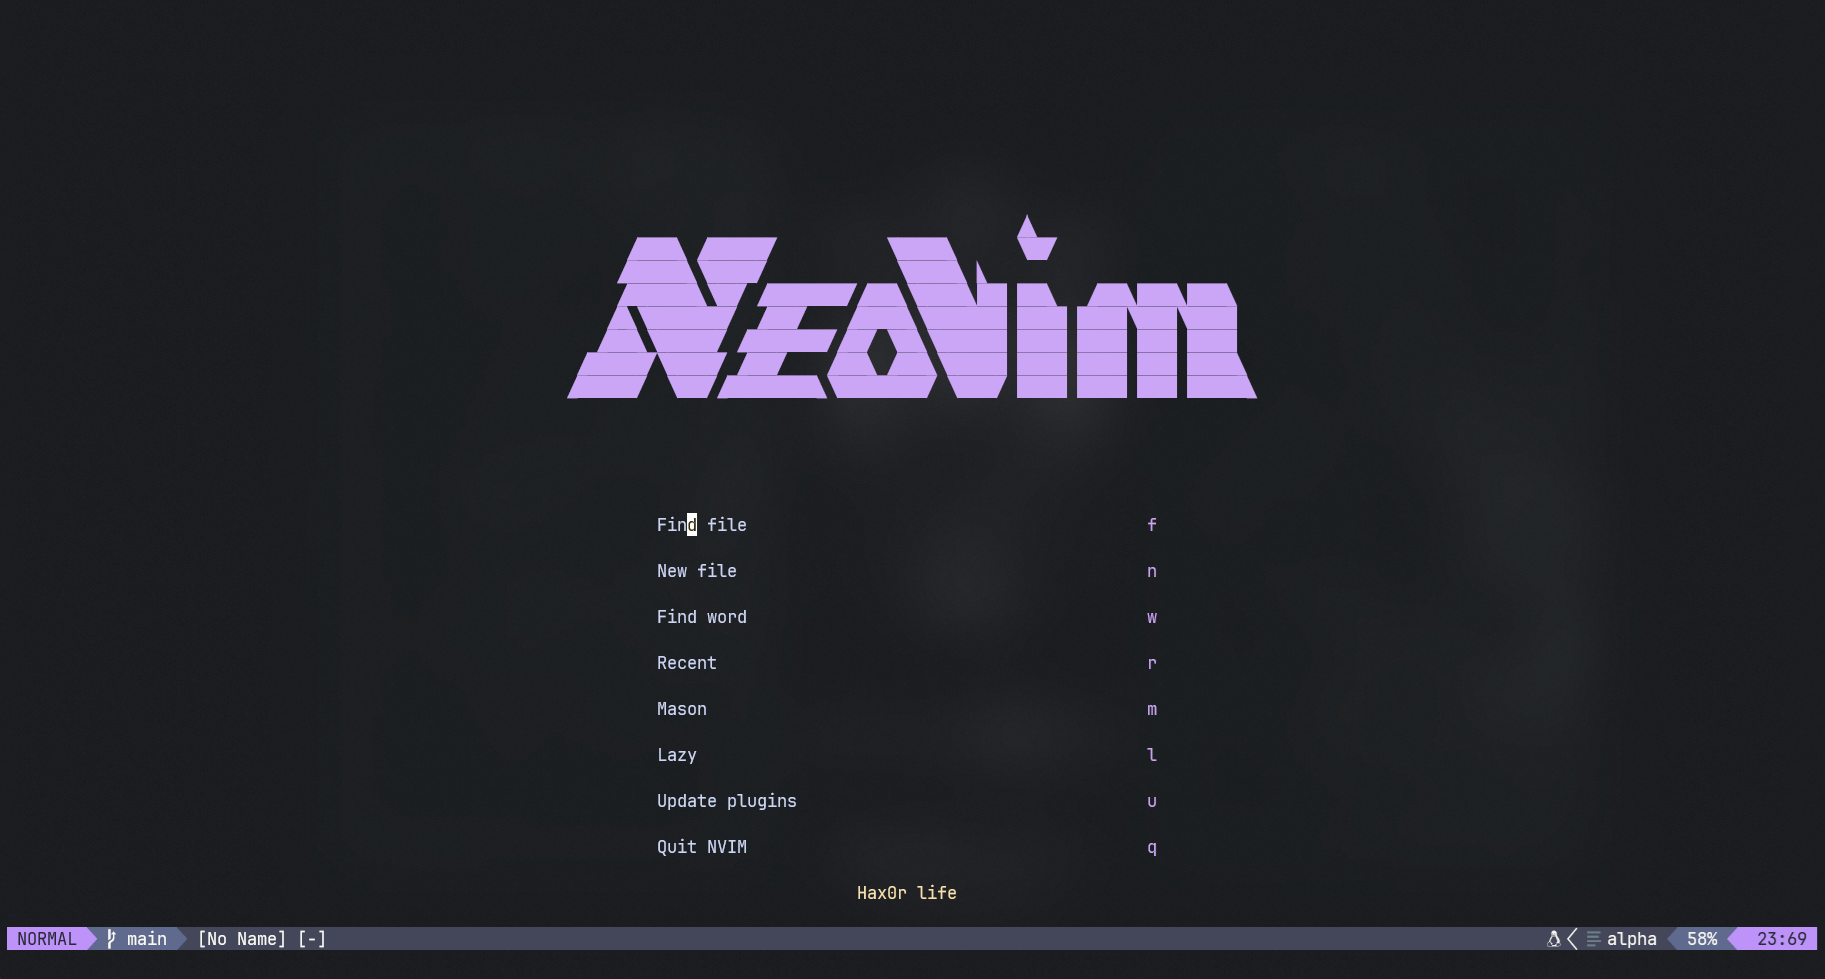 NeoVim
Find file f
New file n
Find word w
Recent r
Mason m
Lazy l
Update plugins u
Quit NVIM q
Hax0r life
NORMAL main [No Name] [-] alpha 58% 23:69